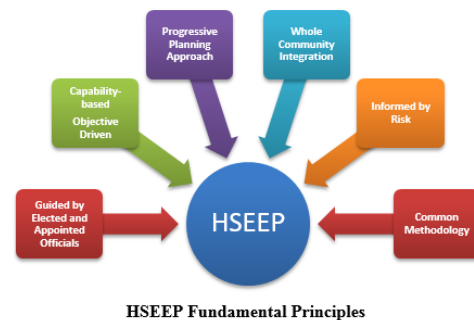 Progressive
Planning
Approach
Whole
Community
Integration
Capability-
based
Objective
Driven
Informed by
Risk
Guided by
Elected and
Appointed
Officials
HSEEP
Common
Methodology
HSEEP Fundamental Principles